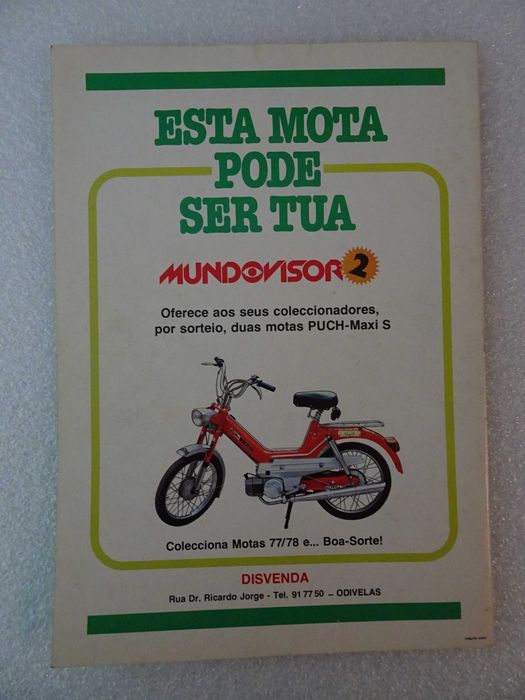 ESTA MOTA
PODE
SER TUA
MUNDOVISOR 2
Oferece aos seus coleccionadores,
por sorteio, duas motas PUCH-Maxi S
Colecciona Motas 77/78 e... Boa-Sorte!
DISVENDA
Rua Dr. Ricardo Jorge - Tel. 91 77 50 — ODIVELAS